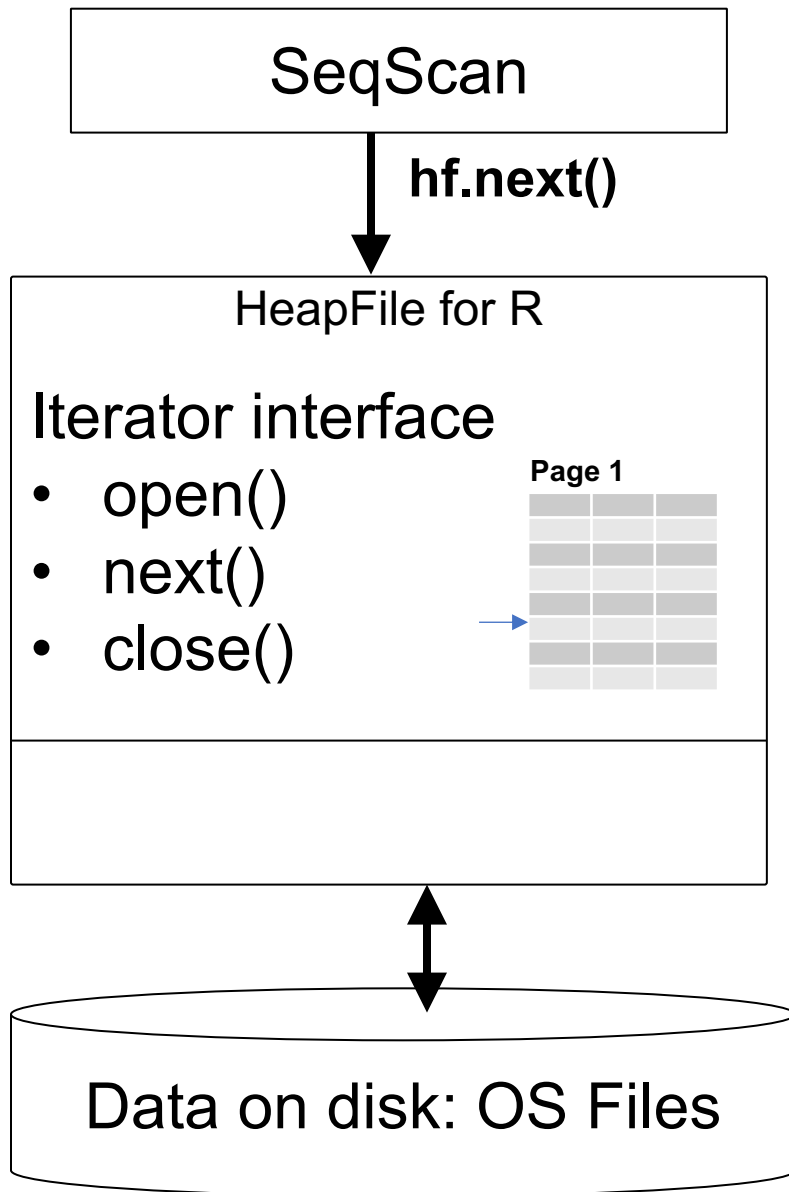 SeqScan
hf.next()
HeapFile for R
Iterator interface
• open()
• next()
• close()
Page 1
Data on disk: OS Files